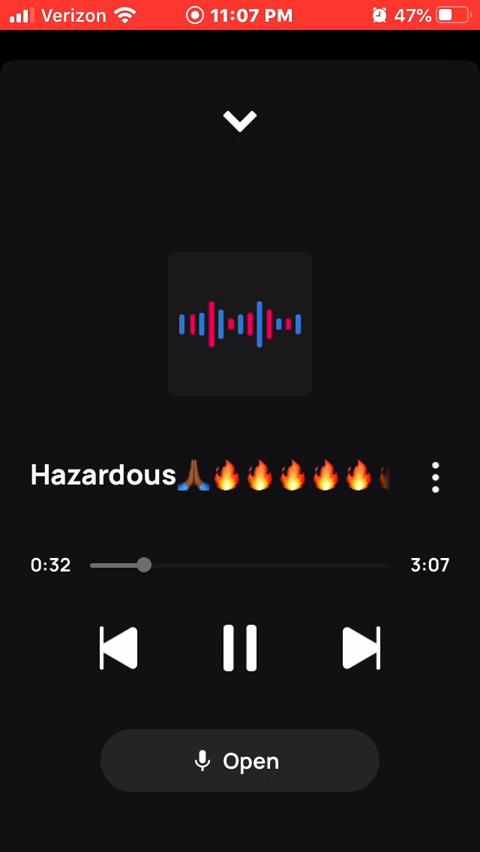 Verizon 11:07 PM 47%
Hazardous🙏🏾🔥🔥🔥🔥🔥
0:32 3:07
Open